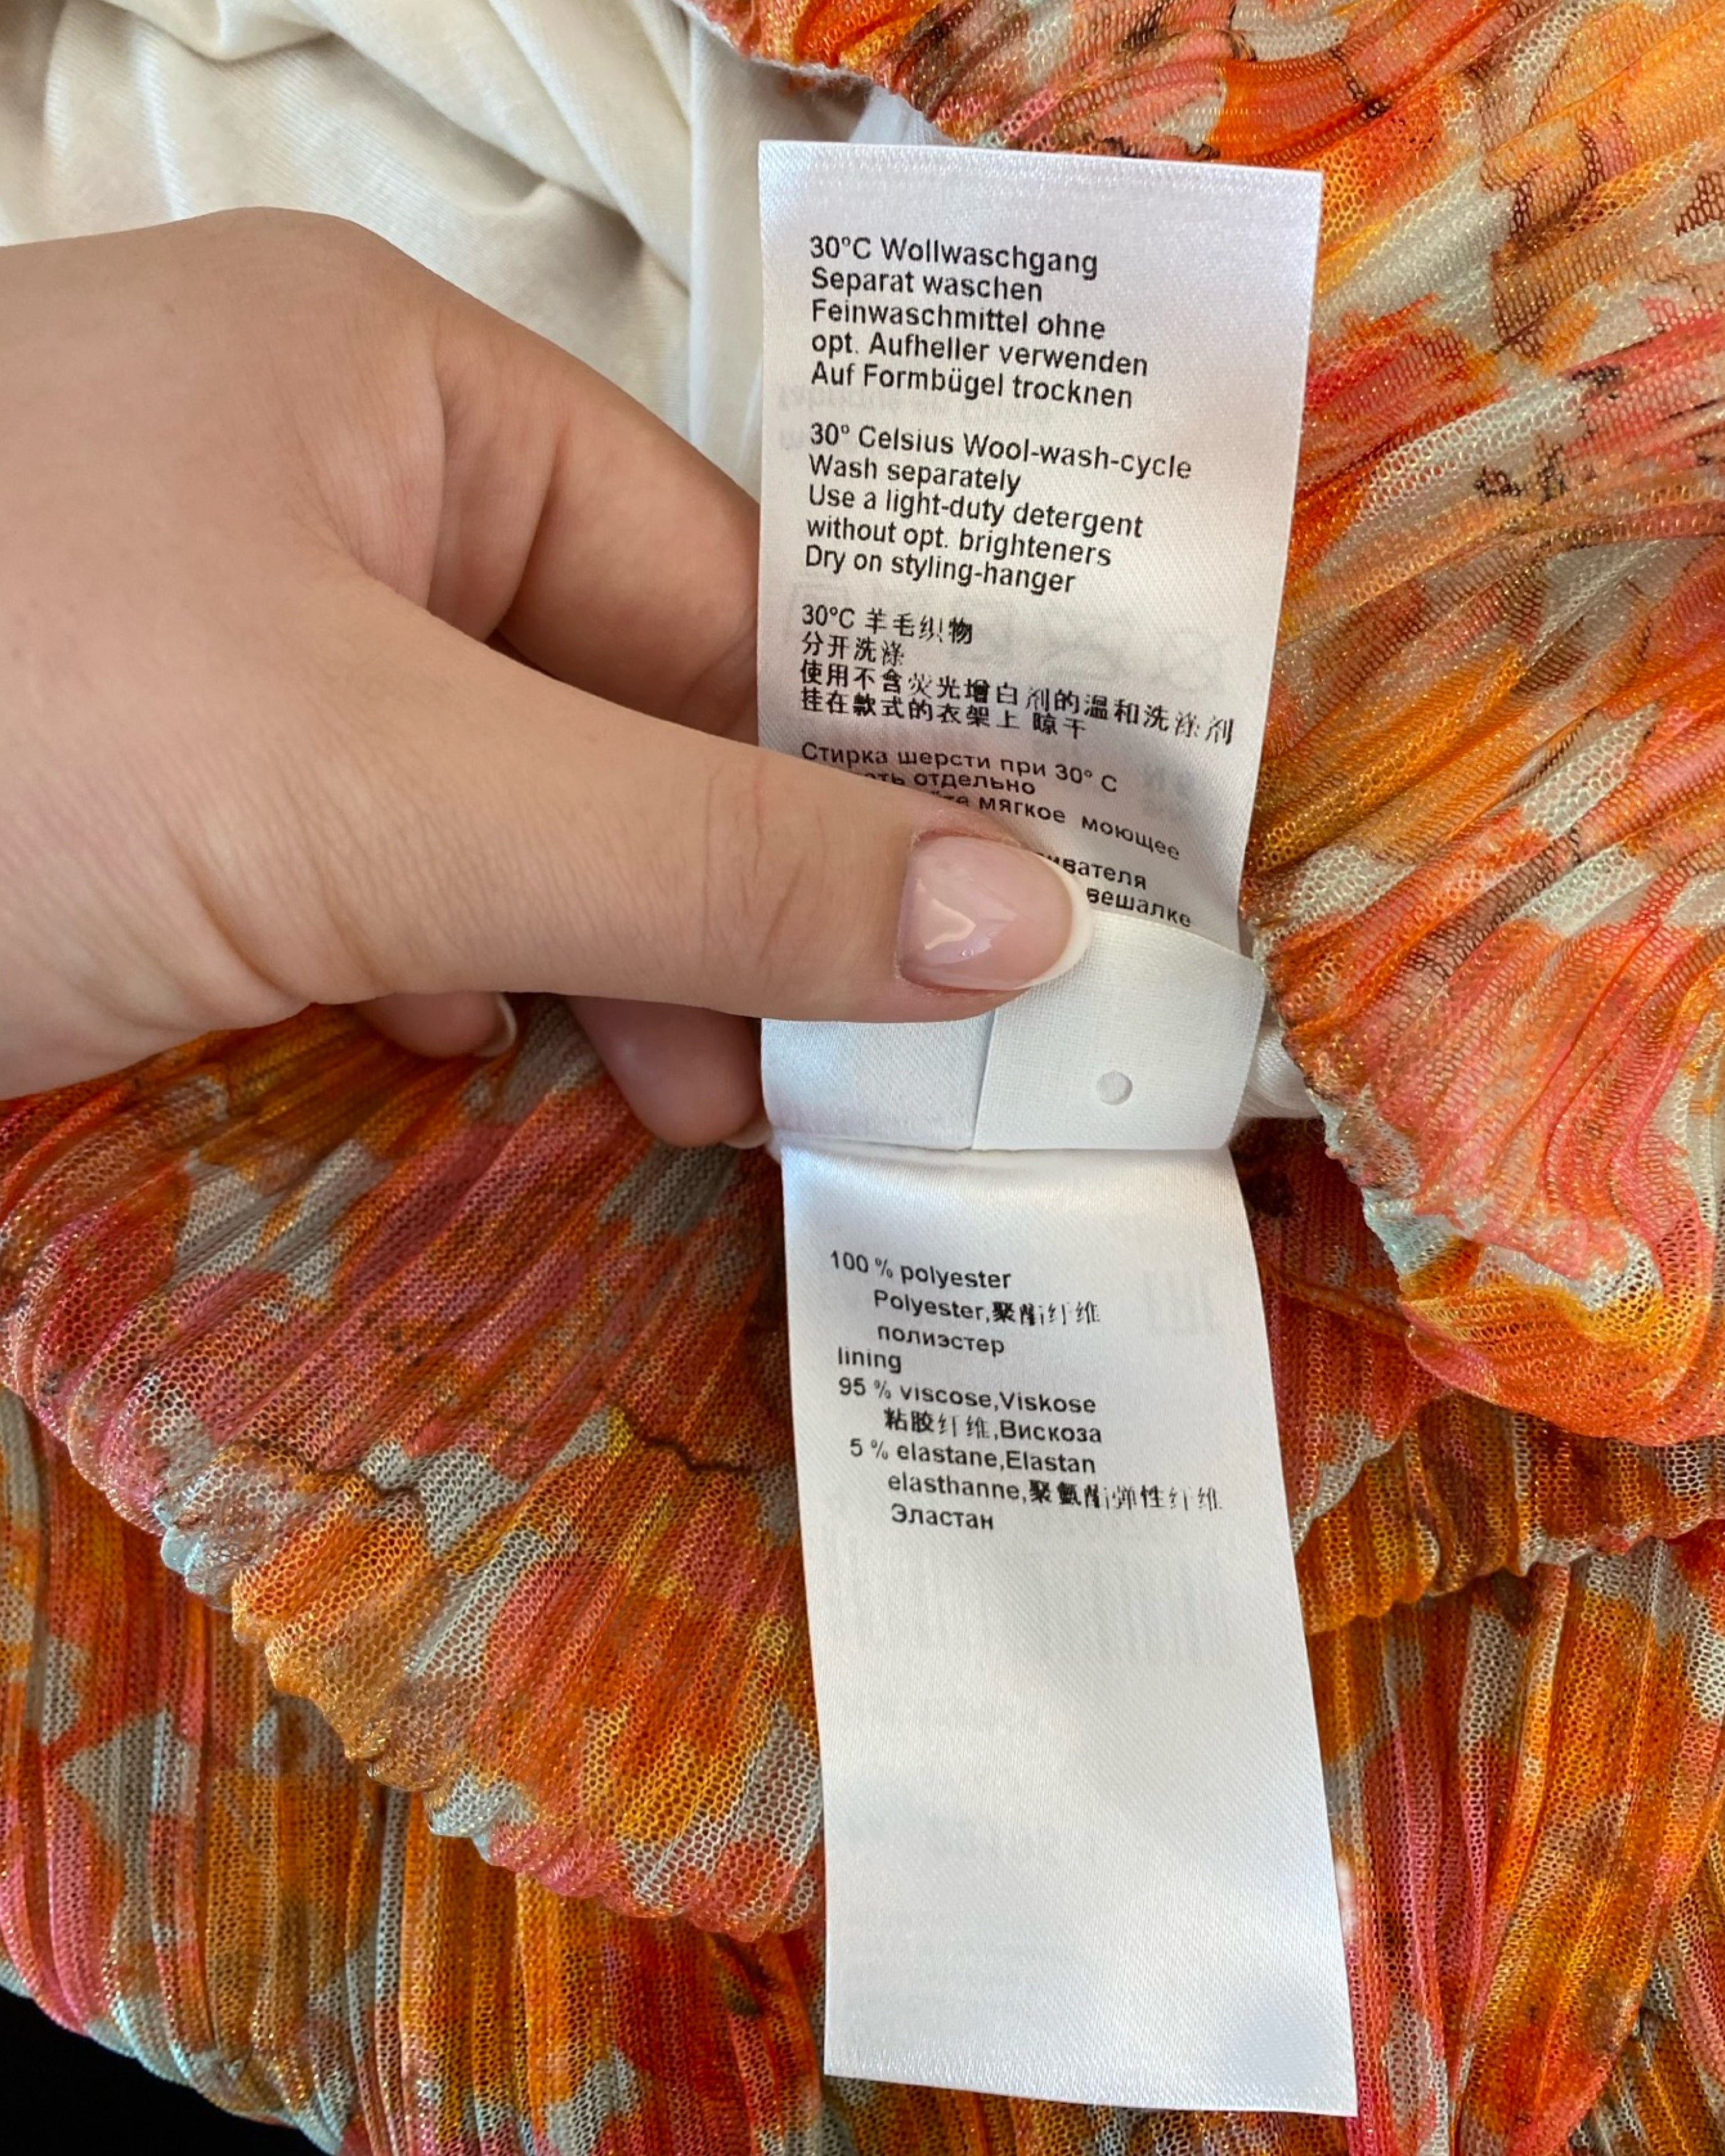 30°C Wollwaschgang
Separat waschen
Feinwaschmittel ohne
opt. Aufheller verwenden
Auf Formbügel trocknen
30° Celsius Wool-wash-cycle
Wash separately
Use a light-duty detergent
without opt. brighteners
Dry on styling-hanger
30°C 羊毛织物
分开洗涤
使用不含荧光增白剂的温和洗涤剂
挂在款式的衣架上 晾干
Стирка шерсти при 30° C
отдельно
мягкое моющее
вешалке
100 % polyester
Polyester,聚酯纤维
полиэстер
lining
95 % viscose,Viskose
粘胶纤维,Вискоза
5 % elastane,Elastan
elasthanne,聚氨酯弹性纤维
Эластан